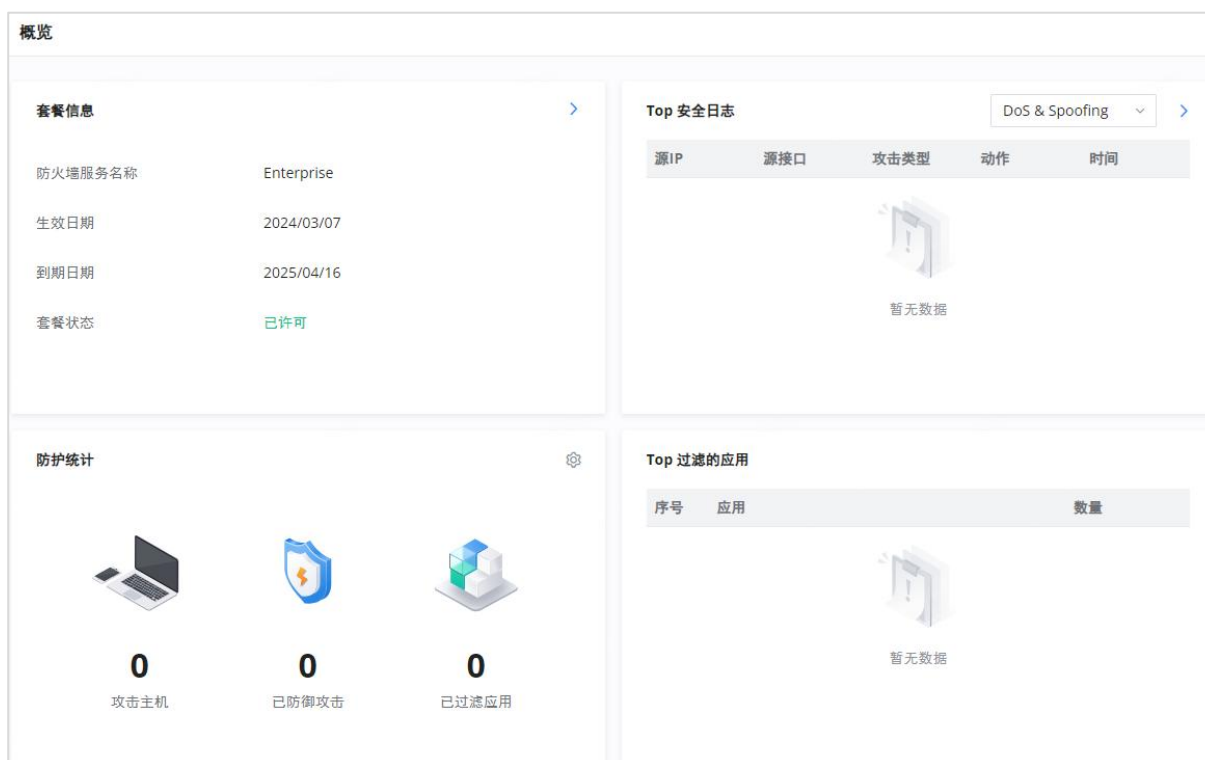 概览
套餐信息
防火墙服务名称 Enterprise
生效日期 2024/03/07
到期日期 2025/04/16
套餐状态 已许可
Top 安全日志 DoS & Spoofing
源IP 源接口 攻击类型 动作 时间
暂无数据
防护统计
0 0 0
攻击主机 已防御攻击 已过滤应用
Top 过滤的应用
序号 应用 数量
暂无数据